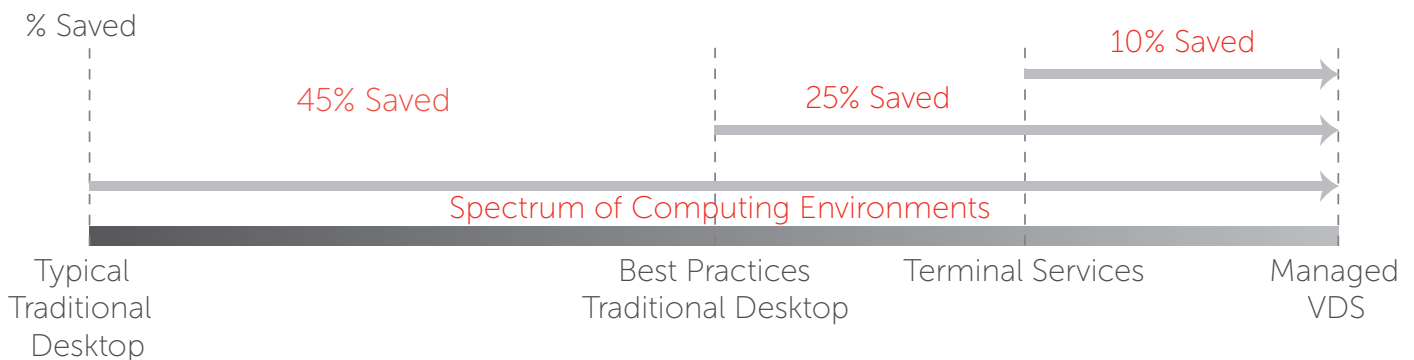 % Saved
10% Saved
45% Saved
25% Saved
Spectrum of Computing Environments
Typical
Traditional
Desktop
Best Practices
Traditional Desktop
Terminal Services
Managed
VDS